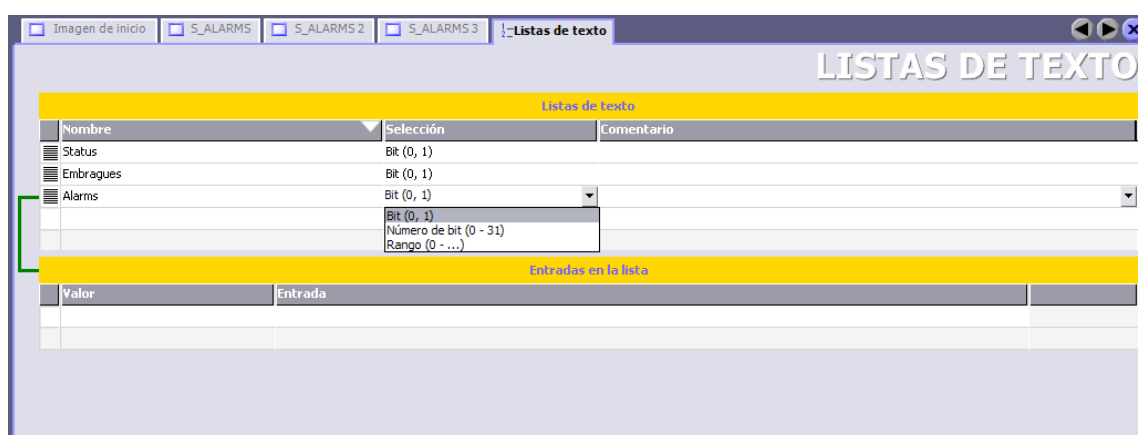 Imagen de inicio S_ALARMS S_ALARMS 2 S_ALARMS 3 Listas de texto
LISTAS DE TEXTO
Listas de texto
Nombre Selección Comentario
Status Bit (0, 1)
Embragues Bit (0, 1)
Alarms Bit (0, 1)
Bit (0, 1)
Número de bit (0 - 31)
Rango (0 - ...)
Entradas en la lista
Valor Entrada